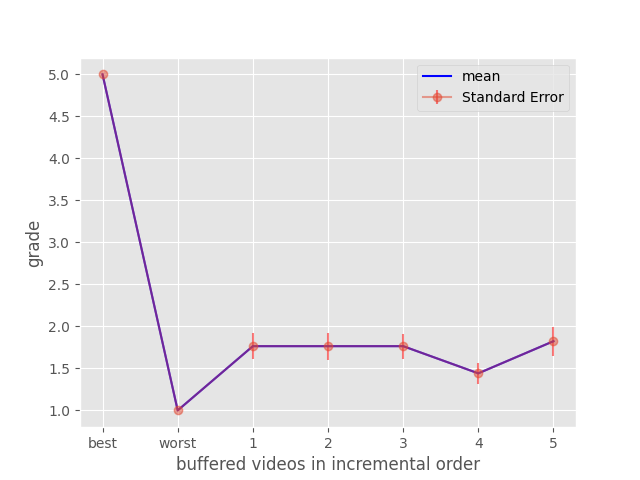 mean
Standard Error
5.0
4.5
4.0
3.5
3.0
2.5
2.0
1.5
1.0
grade
best worst 1 2 3 4 5
buffered videos in incremental order